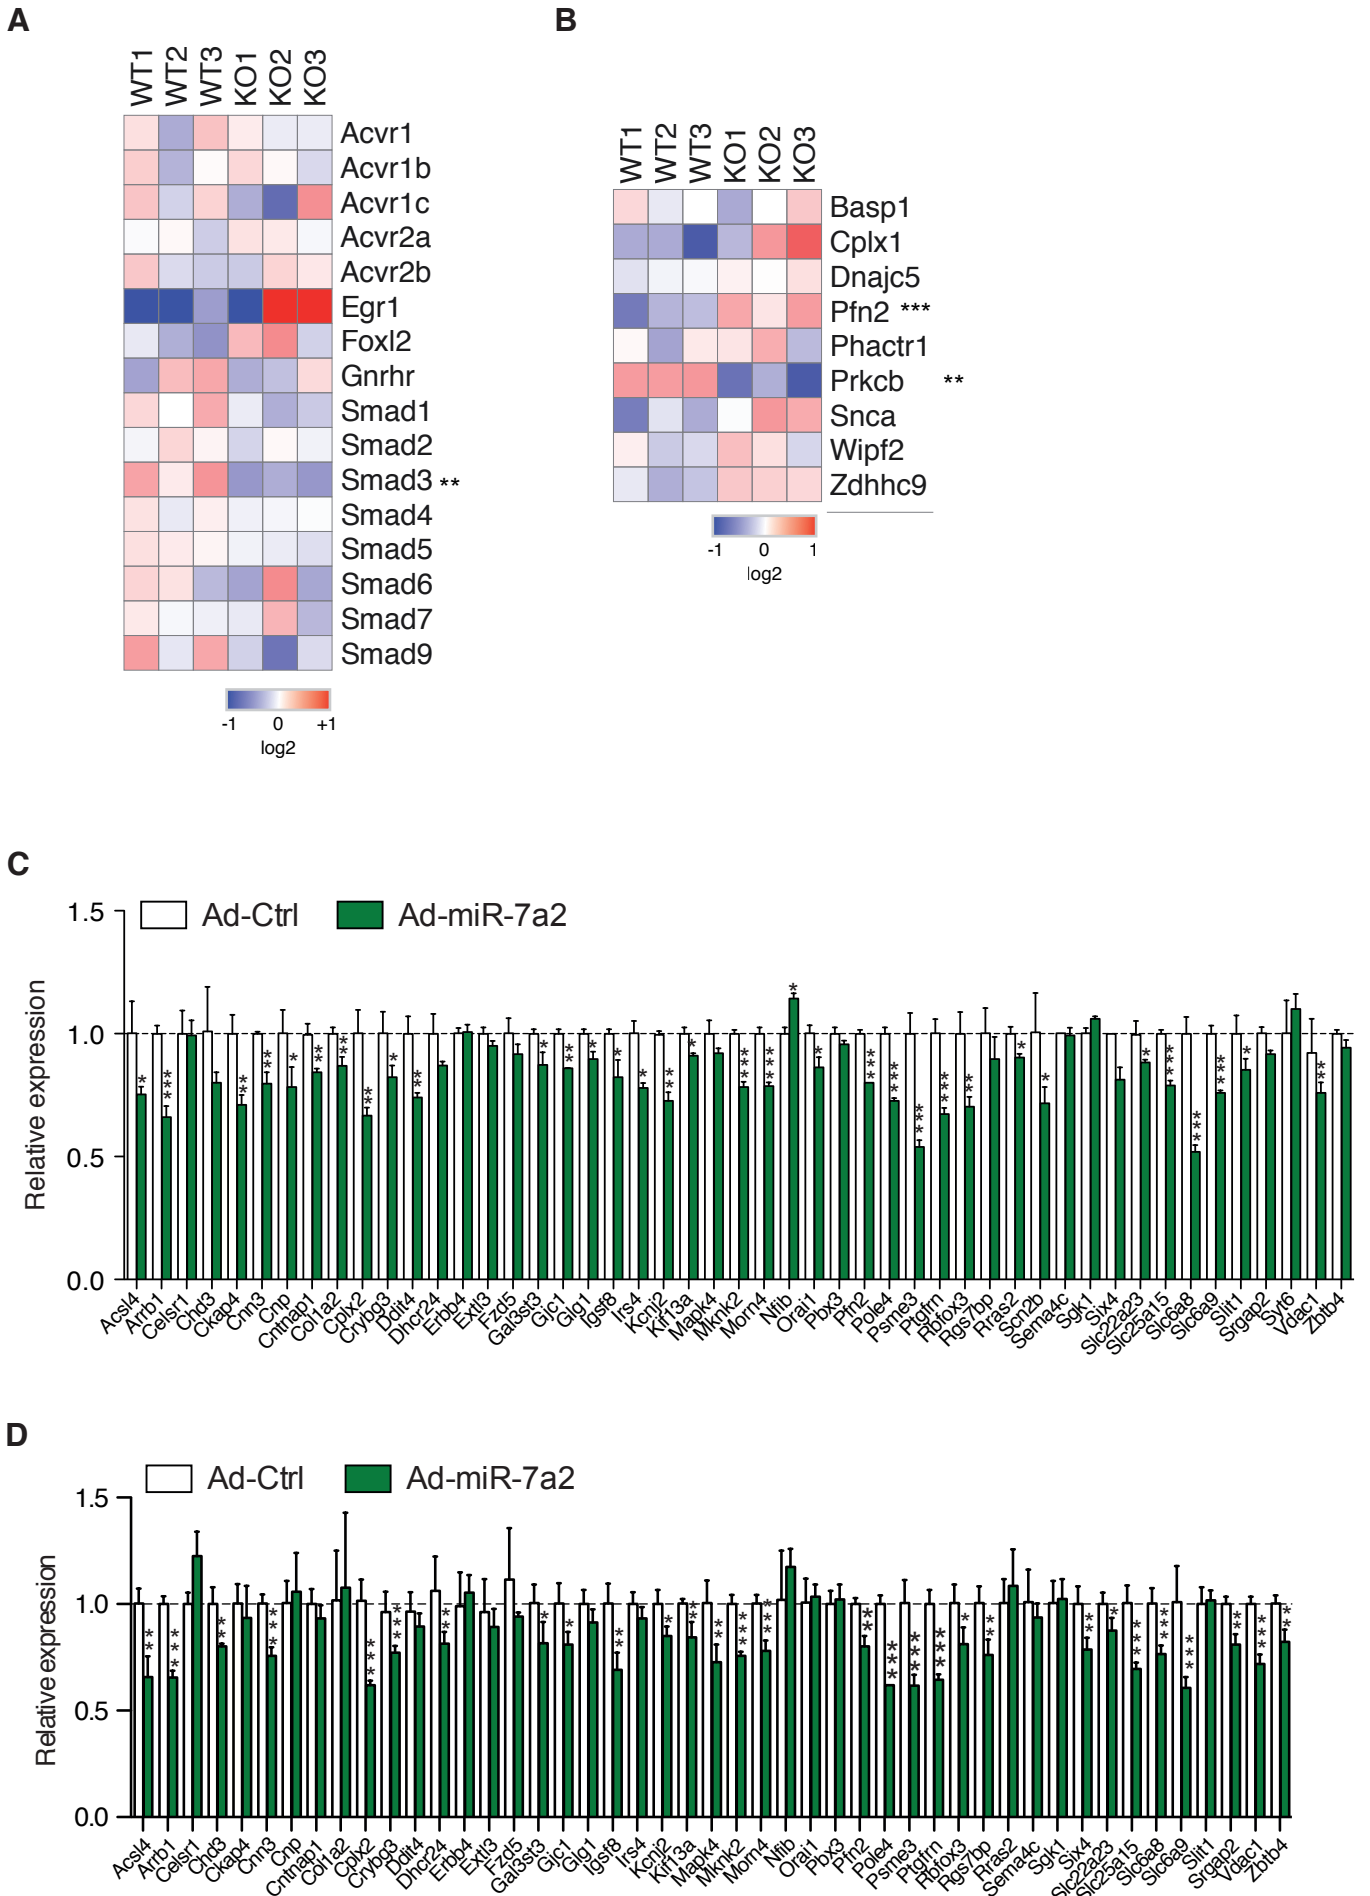 A
WT1 WT2 WT3 KO1 KO2 KO3
Acvr1
Acvr1b
Acvr1c
Acvr2a
Acvr2b
Egr1
Foxl2
Gnrhr
Smad1
Smad2
Smad3 **
Smad4
Smad5
Smad6
Smad7
Smad9
-1 0 +1
log2
B
WT1 WT2 WT3 KO1 KO2 KO3
Basp1
Cplx1
Dnajc5
Pfn2 ***
Phactr1
Prkcb **
Snca
Wipf2
Zdhhc9
-1 0 1
log2
C
Ad-Ctrl Ad-miR-7a2
Relative expression
1.5
1.0
0.5
0.0
* *** ** ** * ** ** ** * ** * ** * * ** * *** *** * * ** *** *** *** ** * * * *** *** *** * **
Acsl4 Arrb1 Celsr1 Chd3 Ckap4 Cnn3 Cnp Cntnap1 Col1a2 Cplx2 Crybg3 Ddit4 Dhcr24 Erbb4 Extl3 Fzd5 Gal3st3 Gjc1 Glg1 Igsf8 Irs4 Kcnj2 Kif13a Mapk4 Mknk2 Morn4 Nfib Orai1 Pbx3 Pfn2 Pole4 Psme3 Ptgfrn Rbfox3 Rgs7bp Rras2 Scn2b Sema4c Sgk1 Six4 Slc22a23 Slc25a15 Slc6a8 Slc6a9 Slit1 Srgap2 Syt6 Vdac1 Zbtb4
D
Ad-Ctrl Ad-miR-7a2
Relative expression
1.5
1.0
0.5
0.0
** *** ** *** *** *** ** * * ** ** ** ** *** *** ** *** *** *** * ** ** * *** *** *** ** *** **
Acsl4 Arrb1 Celsr1 Chd3 Ckap4 Cnn3 Cnp Cntnap1 Col1a2 Cplx2 Crybg3 Ddit4 Dhcr24 Erbb4 Extl3 Fzd5 Gal3st3 Gjc1 Glg1 Igsf8 Irs4 Kcnj2 Kif13a Mapk4 Mknk2 Morn4 Nfib Orai1 Pbx3 Pfn2 Pole4 Psme3 Ptgfrn Rbfox3 Rgs7bp Rras2 Sema4c Sgk1 Six4 Slc22a23 Slc25a15 Slc6a8 Slc6a9 Slit1 Srgap2 Vdac1 Zbtb4